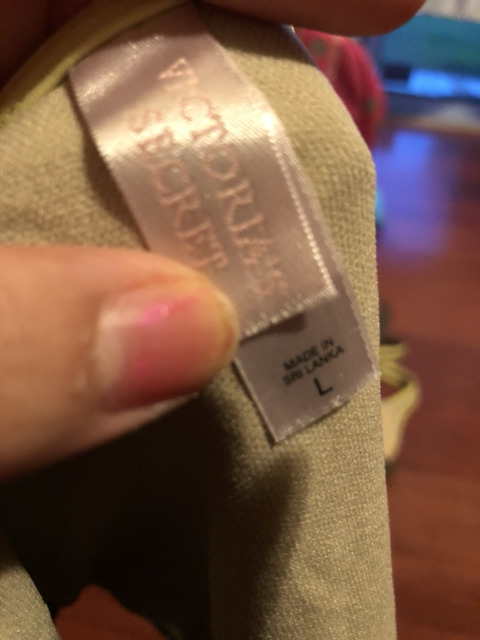 VICTORIA'S
SECRET
MADE IN
SRI LANKA
L